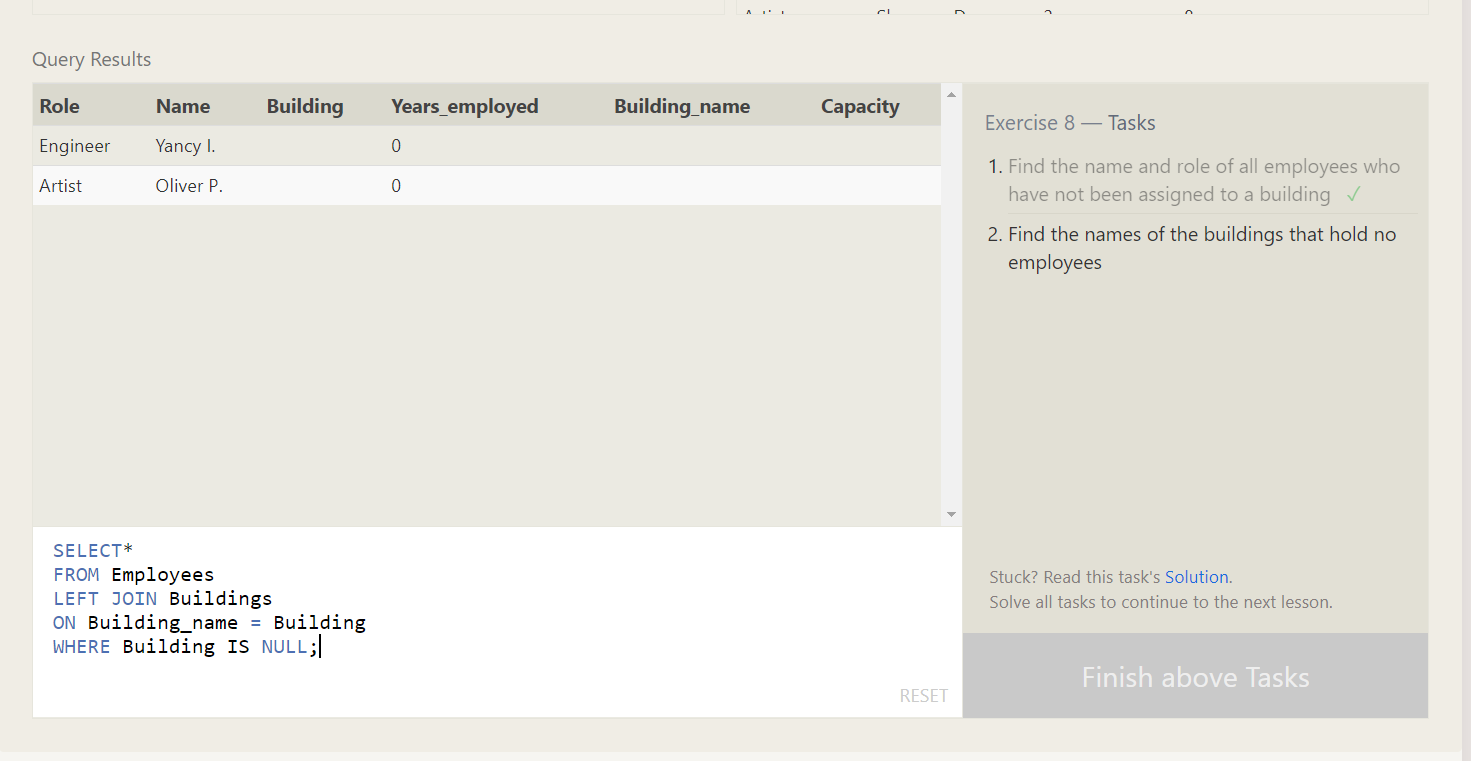 Query Results
Role Name Building Years_employed Building_name Capacity
Engineer Yancy I. 0
Artist Oliver P. 0
SELECT*
FROM Employees
LEFT JOIN Buildings
ON Building_name = Building
WHERE Building IS NULL;
RESET
Exercise 8 — Tasks
1. Find the name and role of all employees who
have not been assigned to a building ✓
2. Find the names of the buildings that hold no
employees
Stuck? Read this task's Solution.
Solve all tasks to continue to the next lesson.
Finish above Tasks